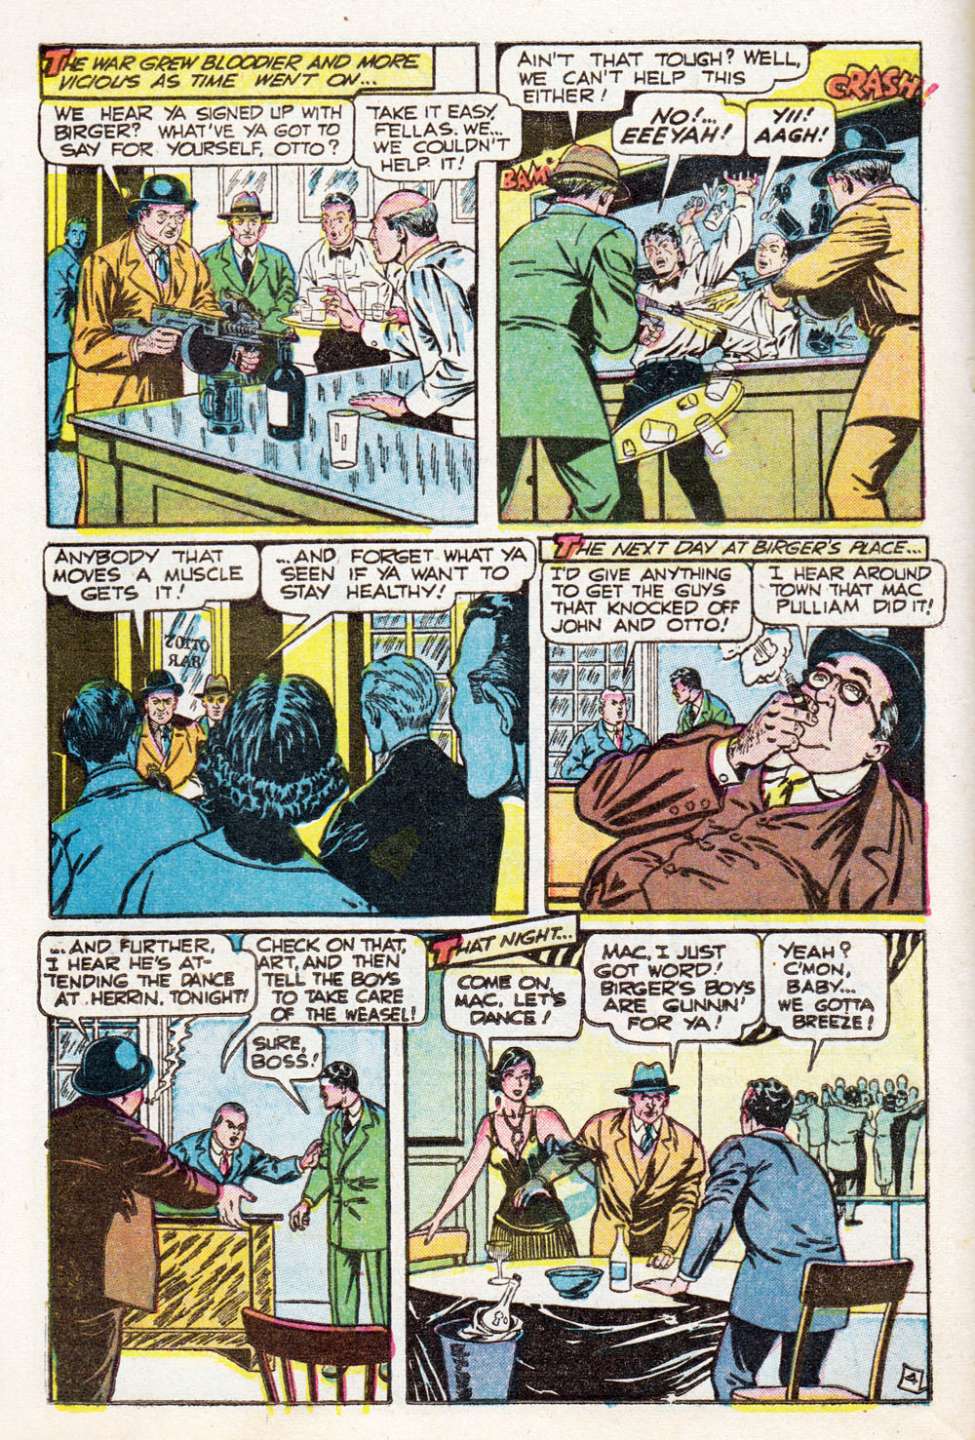 THE WAR GREW BLOODIER AND MORE
VICIOUS AS TIME WENT ON...
WE HEAR YA SIGNED UP WITH
BIRGER? WHAT'VE YA GOT TO
SAY FOR YOURSELF, OTTO?
TAKE IT EASY,
FELLAS. WE...
WE COULDN'T
HELP IT!
AIN'T THAT TOUGH? WELL,
WE CAN'T HELP THIS
EITHER!
CRASH!
NO!...
EEEYAH!
YII!
AAGH!
BAM!
ANYBODY THAT
MOVES A MUSCLE
GETS IT!
...AND FORGET WHAT YA
SEEN IF YA WANT TO
STAY HEALTHY!
OTTO'S
BAR
THE NEXT DAY AT BIRGER'S PLACE...
I'D GIVE ANYTHING
TO GET THE GUYS
THAT KNOCKED OFF
JOHN AND OTTO!
I HEAR AROUND
TOWN THAT MAC
PULLIAM DID IT!
...AND FURTHER,
I HEAR HE'S AT-
TENDING THE DANCE
AT HERRIN, TONIGHT!
CHECK ON THAT,
ART, AND THEN
TELL THE BOYS
TO TAKE CARE
OF THE WEASEL!
SURE,
BOSS!
THAT NIGHT...
COME ON,
MAC, LET'S
DANCE!
MAC, I JUST
GOT WORD!
BIRGER'S BOYS
ARE GUNNIN'
FOR YA!
YEAH?
C'MON,
BABY...
WE GOTTA
BREEZE!
4